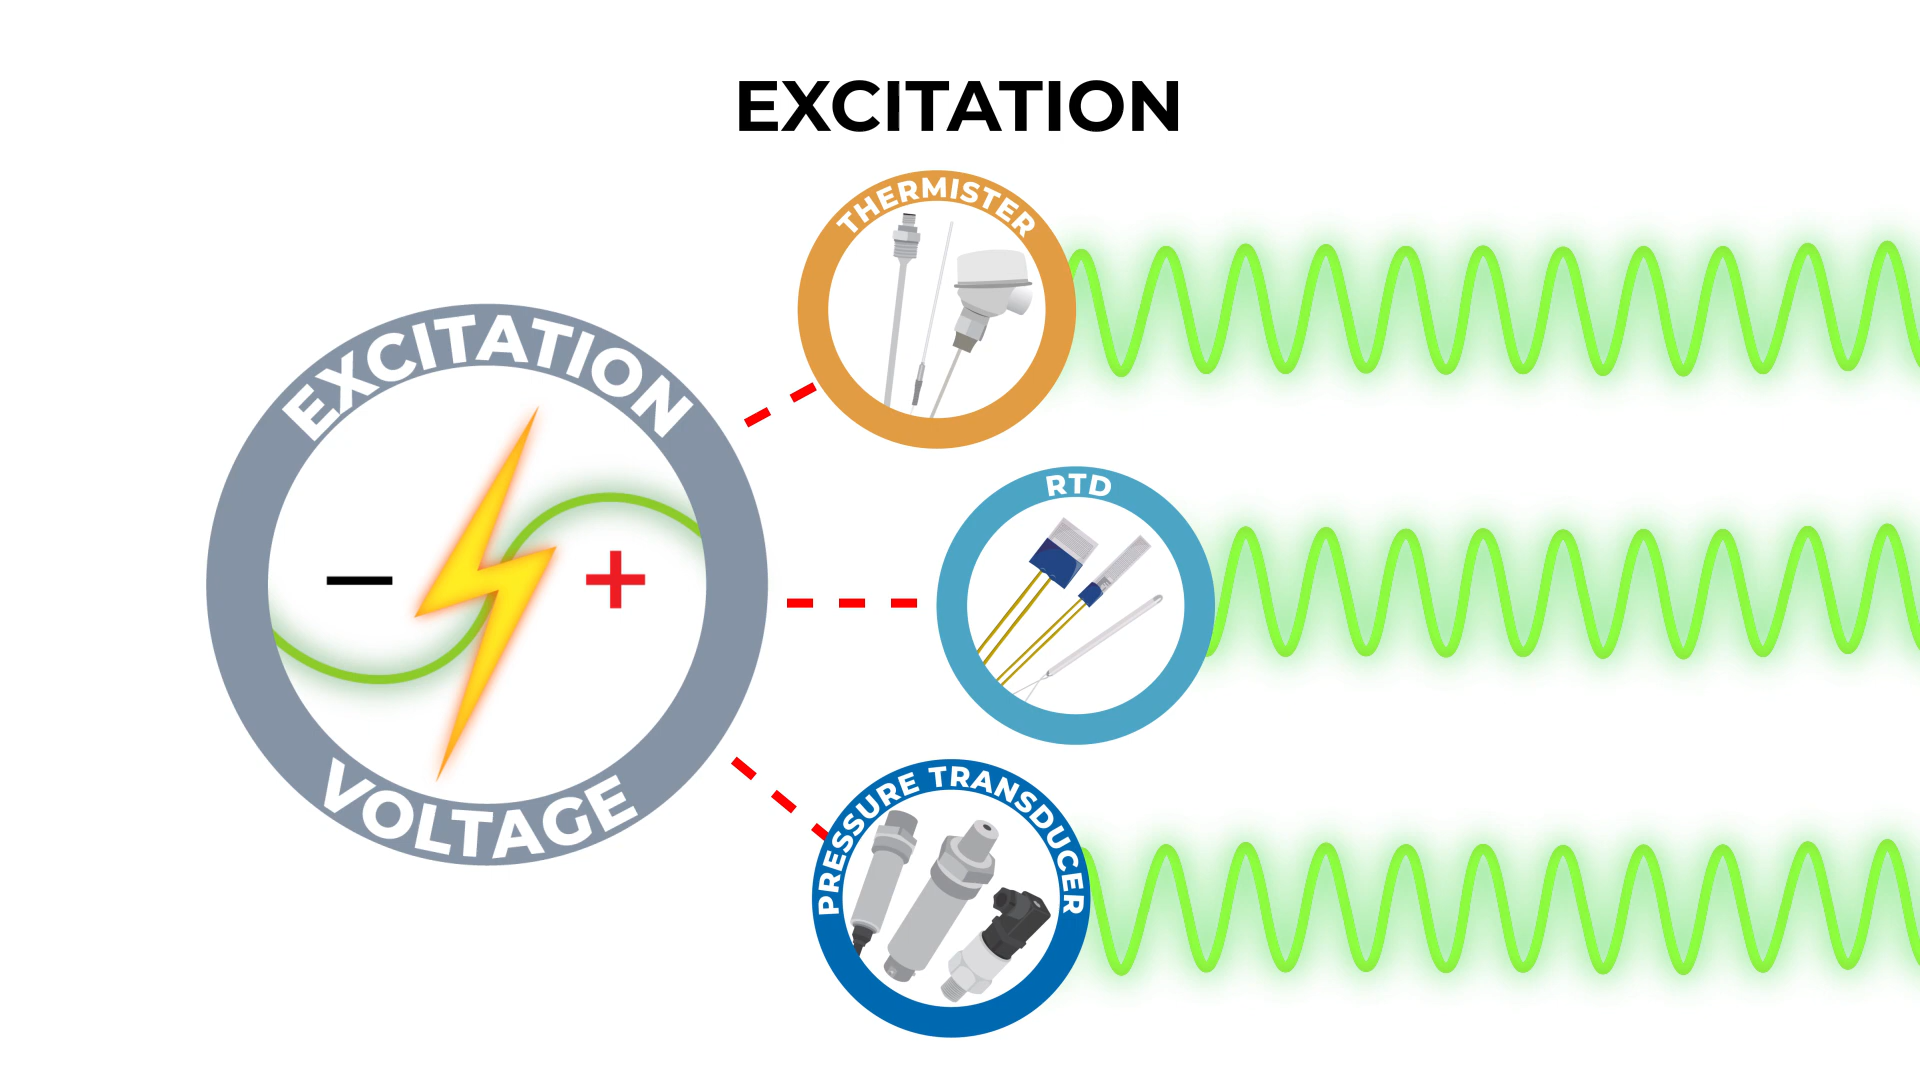 EXCITATION
THERMISTER
EXCITATION
VOLTAGE
RTD
PRESSURE TRANSDUCER